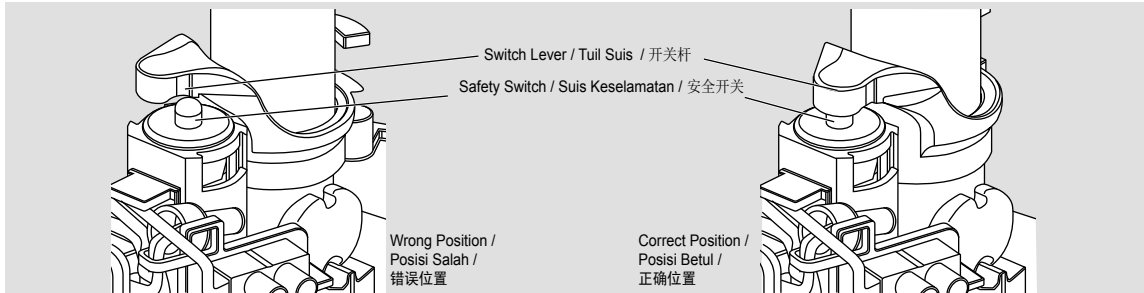 Switch Lever / Tuil Suis / 开关杆
Safety Switch / Suis Keselamatan / 安全开关
Wrong Position /
Posisi Salah /
错误位置
Correct Position /
Posisi Betul /
正确位置